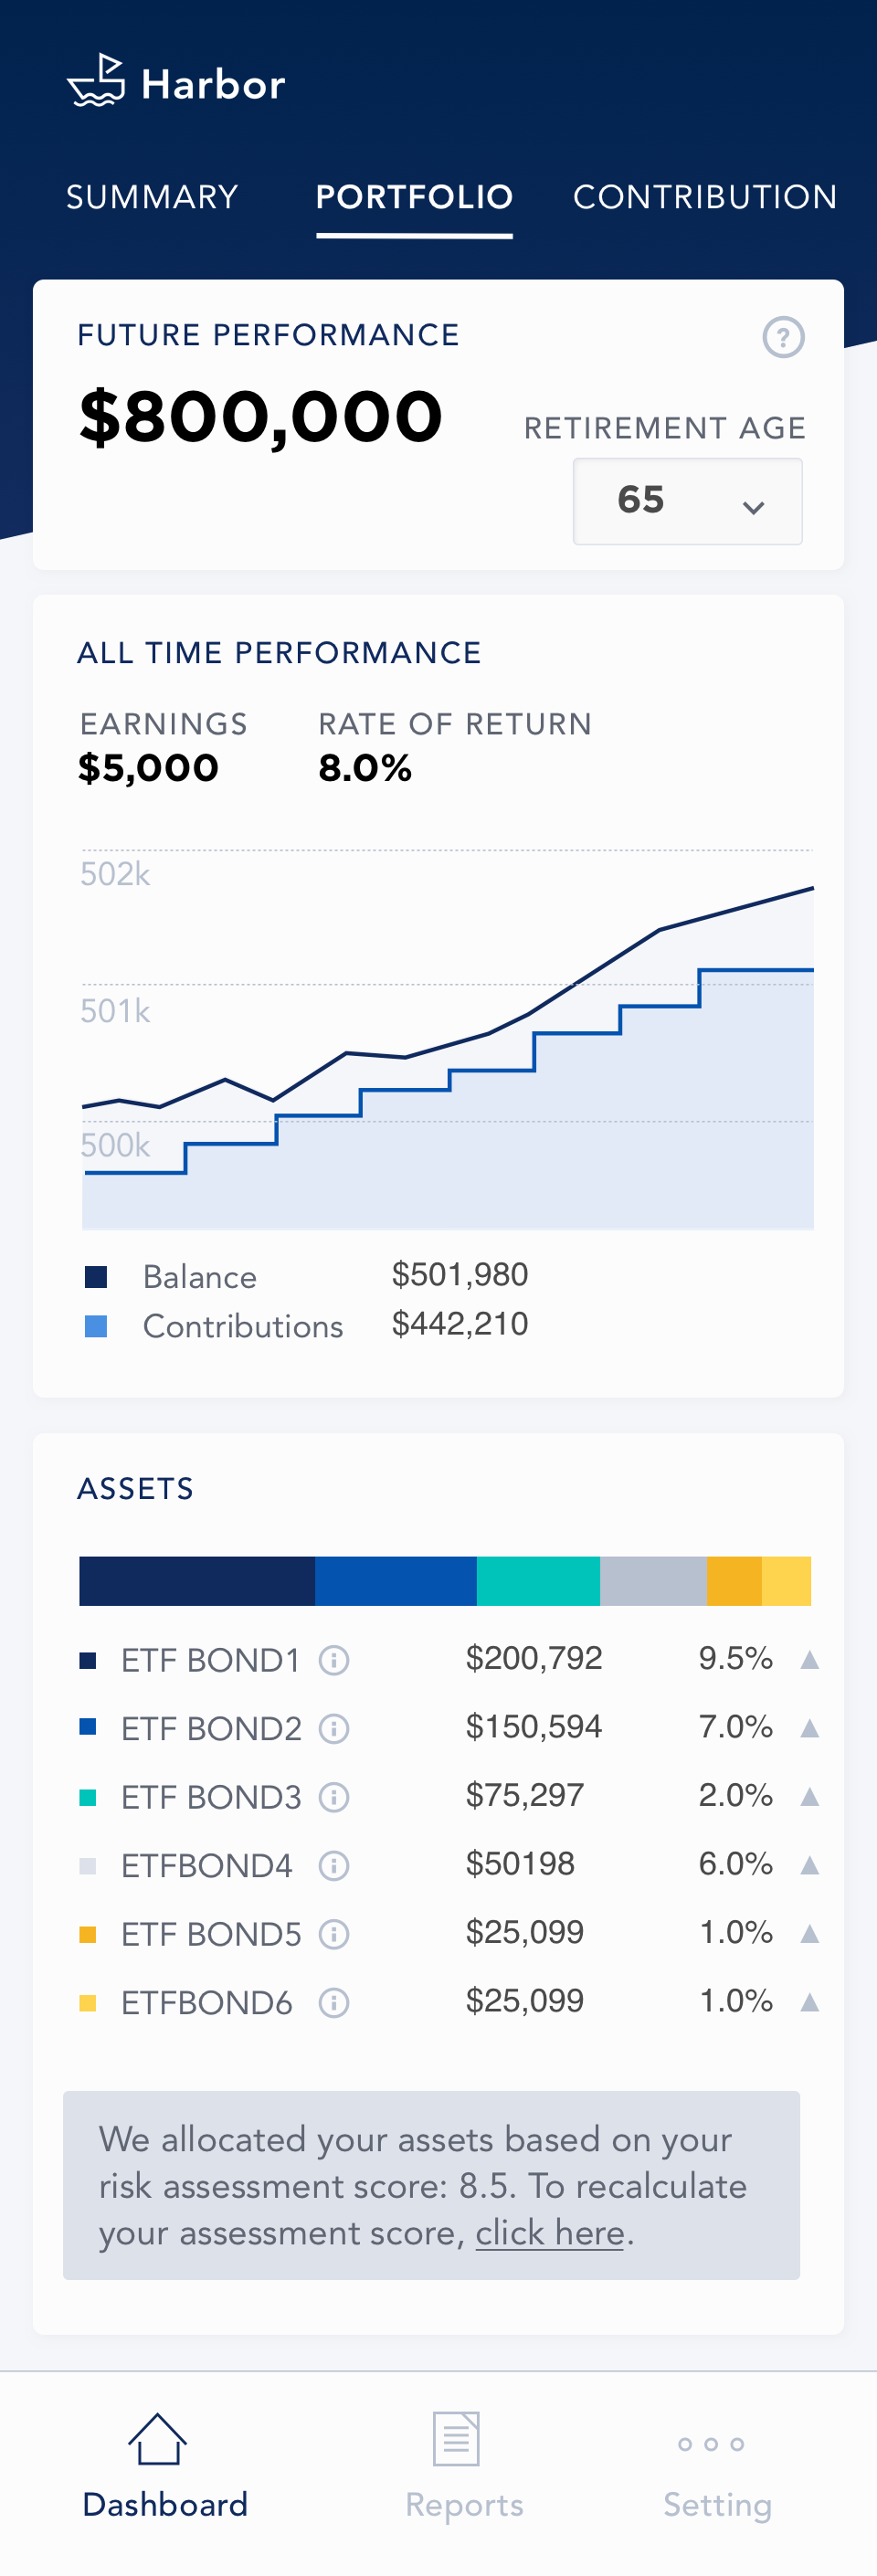 Harbor
SUMMARY PORTFOLIO CONTRIBUTION
FUTURE PERFORMANCE ?
$800,000
RETIREMENT AGE
65
ALL TIME PERFORMANCE
EARNINGS RATE OF RETURN
$5,000 8.0%
502k
501k
500k
Balance $501,980
Contributions $442,210
ASSETS
ETF BOND1 i $200,792 9.5% ▲
ETF BOND2 i $150,594 7.0% ▲
ETF BOND3 i $75,297 2.0% ▲
ETFBOND4 i $50198 6.0% ▲
ETF BOND5 i $25,099 1.0% ▲
ETFBOND6 i $25,099 1.0% ▲
We allocated your assets based on your
risk assessment score: 8.5. To recalculate
your assessment score, click here.
Dashboard Reports Setting